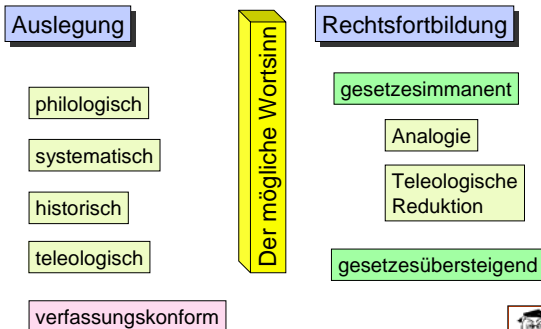 Auslegung
philologisch
systematisch
historisch
teleologisch
verfassungskonform
Der mögliche Wortsinn
Rechtsfortbildung
gesetzesimmanent
Analogie
Teleologische
Reduktion
gesetzesübersteigend